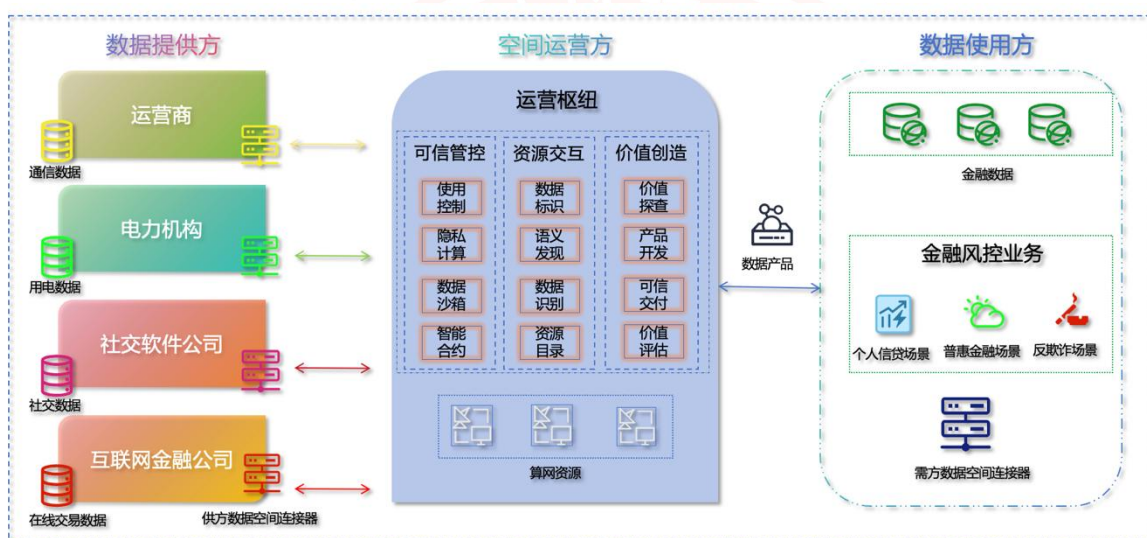 数据提供方
运营商
通信数据
电力机构
用电数据
社交软件公司
社交数据
互联网金融公司
在线交易数据
供方数据空间连接器
空间运营方
运营枢纽
可信管控
使用
控制
隐私
计算
数据
沙箱
智能
合约
资源交互
数据
标识
语义
发现
数据
识别
资源
目录
价值创造
价值
探查
产品
开发
可信
交付
价值
评估
算网资源
数据产品
数据使用方
金融数据
金融风控业务
个人信贷场景
普惠金融场景
反欺诈场景
需方数据空间连接器